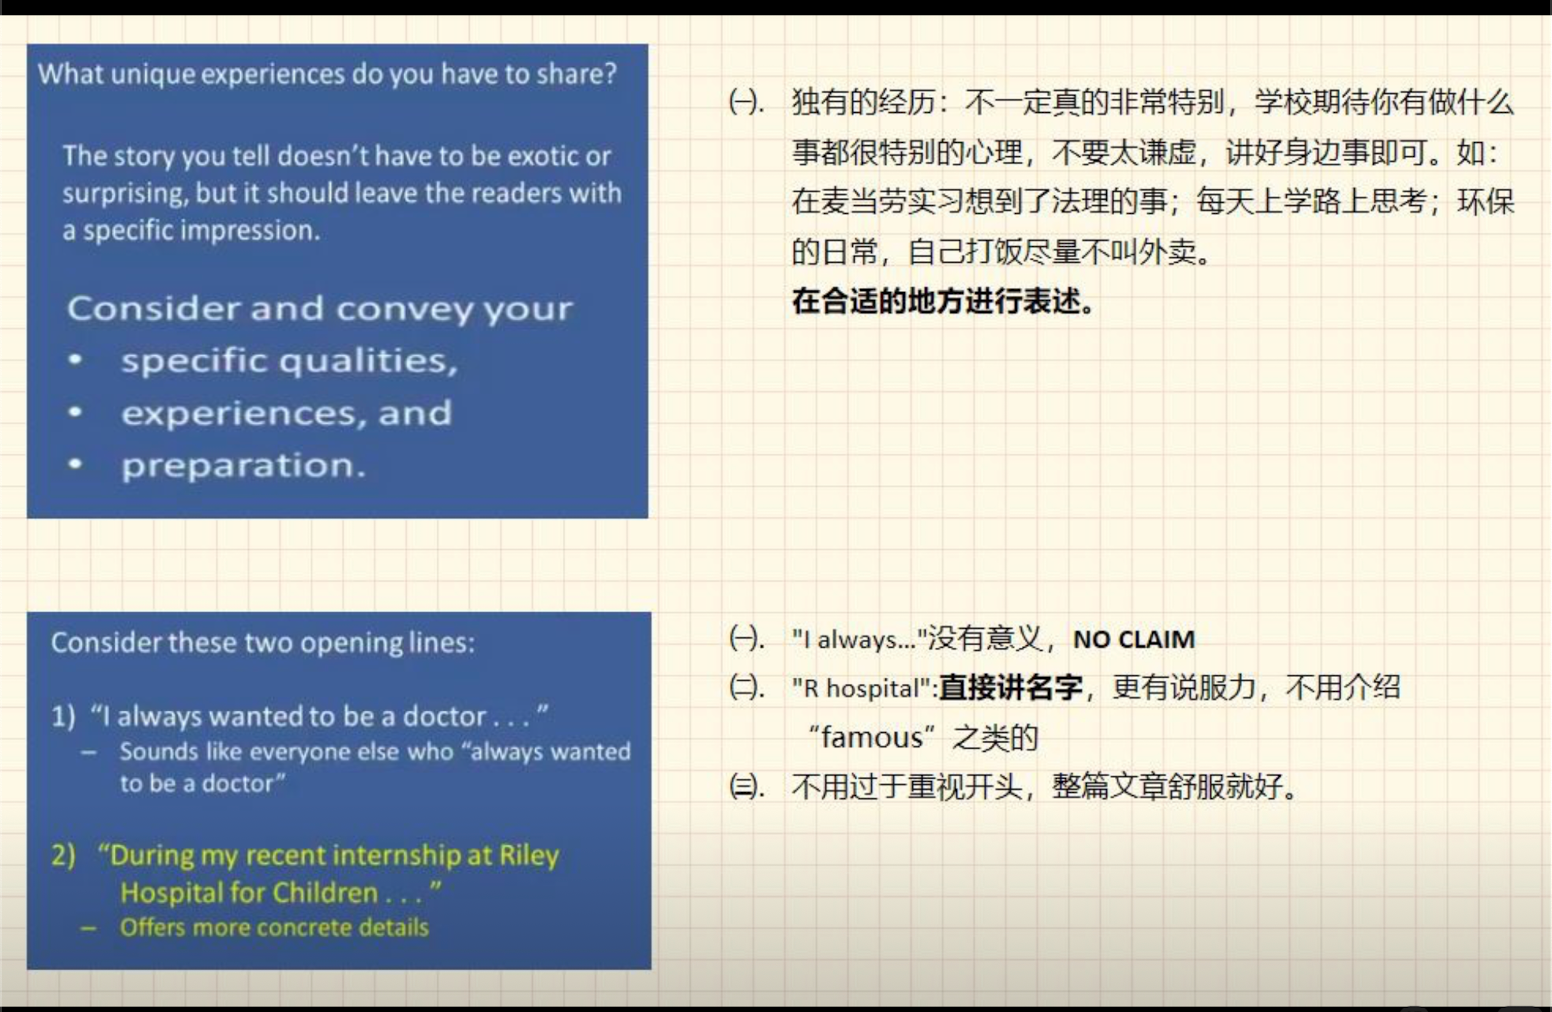 What unique experiences do you have to share?
The story you tell doesn't have to be exotic or
surprising, but it should leave the readers with
a specific impression.
Consider and convey your
• specific qualities,
• experiences, and
• preparation.
㈠. 独有的经历：不一定真的非常特别，学校期待你有做什么
事都很特别的心理，不要太谦虚，讲好身边事即可。如：
在麦当劳实习想到了法理的事；每天上学路上思考；环保
的日常，自己打饭尽量不叫外卖。
在合适的地方进行表述。
Consider these two opening lines:
1) “I always wanted to be a doctor . . . ”
– Sounds like everyone else who “always wanted
to be a doctor”
2) “During my recent internship at Riley
Hospital for Children . . . ”
– Offers more concrete details
㈠. "I always..."没有意义，NO CLAIM
㈡. "R hospital":直接讲名字，更有说服力，不用介绍
“famous”之类的
㈢. 不用过于重视开头，整篇文章舒服就好。